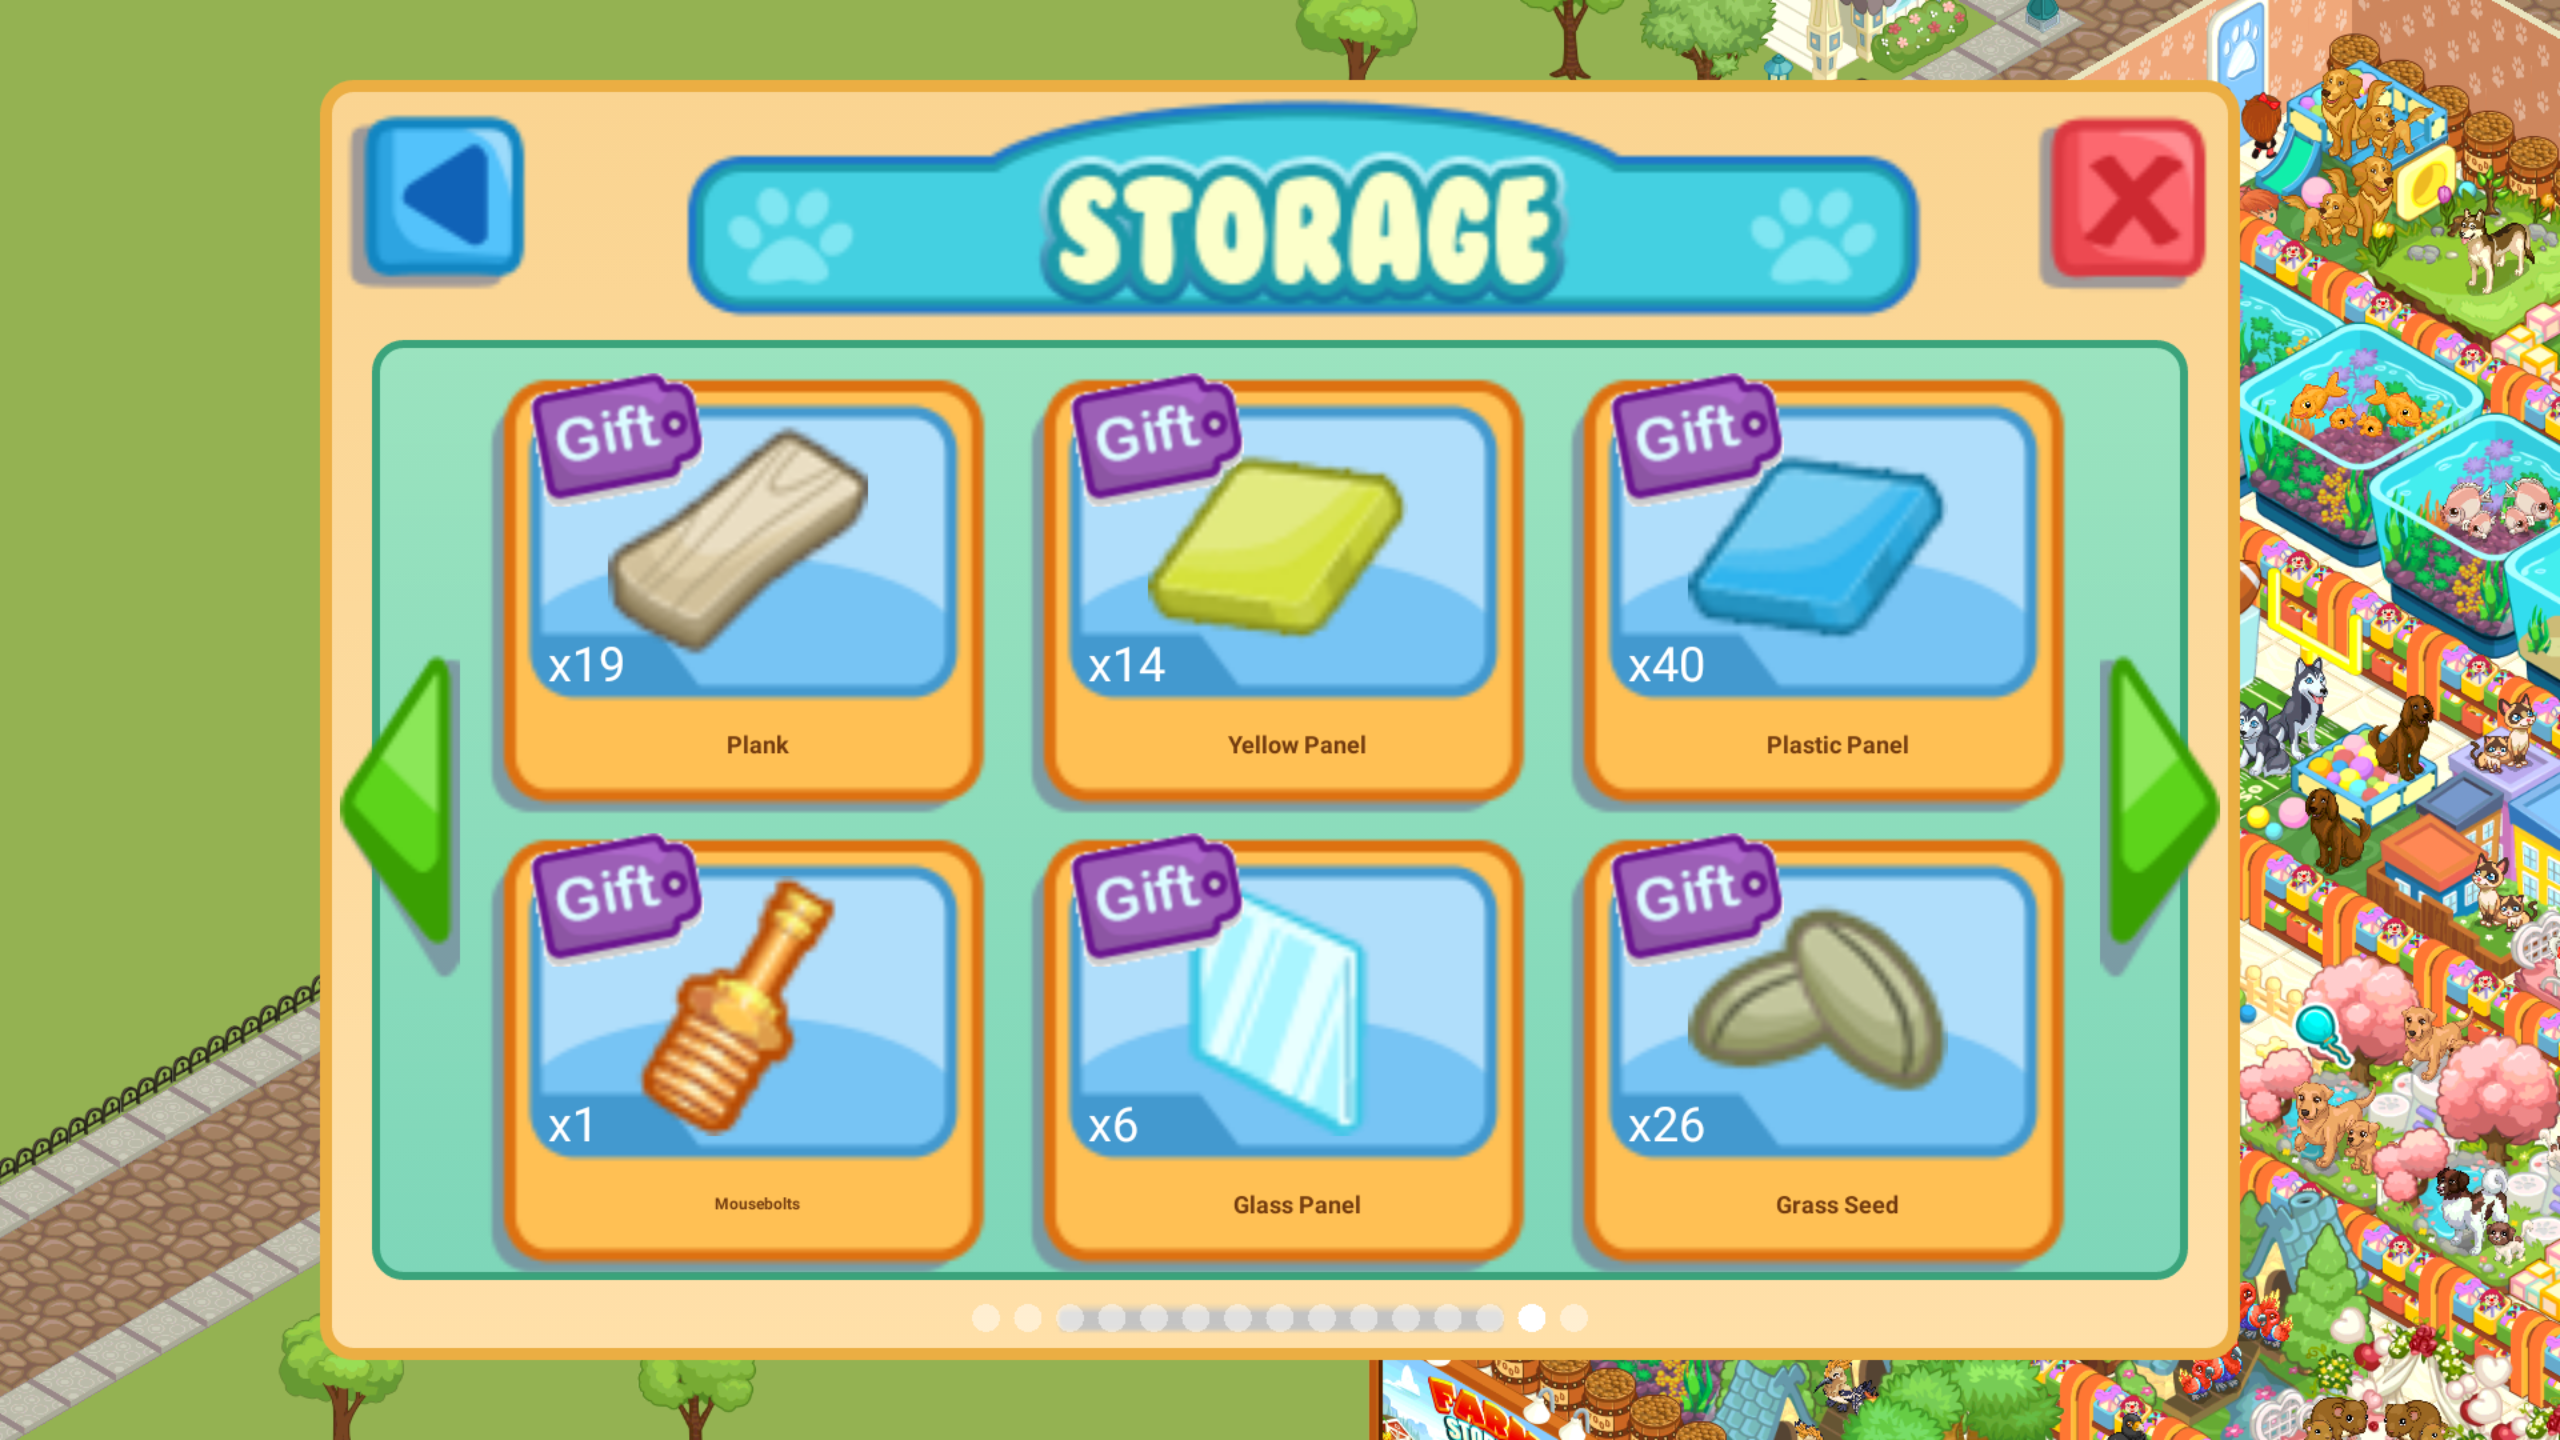 STORAGE
Gift
x19
Plank
Gift
x14
Yellow Panel
Gift
x40
Plastic Panel
Gift
x1
Mousebolts
Gift
x6
Glass Panel
Gift
x26
Grass Seed